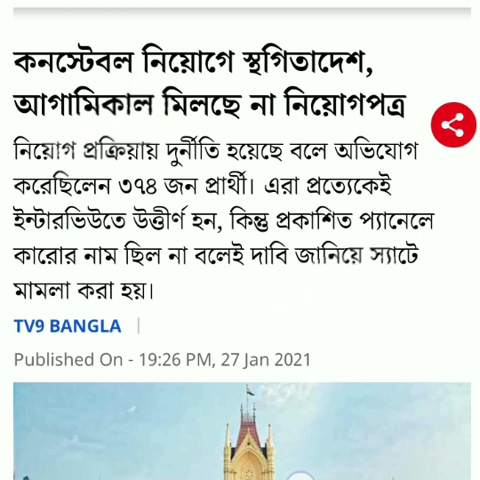 কনস্টেবল নিয়োগে স্থগিতাদেশ,
আগামিকাল মিলছে না নিয়োগপত্র
নিয়োগ প্রক্রিয়ায় দুর্নীতি হয়েছে বলে অভিযোগ
করেছিলেন ৩৭৪ জন প্রার্থী। এরা প্রত্যেকেই
ইন্টারভিউতে উত্তীর্ণ হন, কিন্তু প্রকাশিত প্যানেলে
কারোর নাম ছিল না বলেই দাবি জানিয়ে স্যাটে
মামলা করা হয়।
TV9 BANGLA
Published On - 19:26 PM, 27 Jan 2021